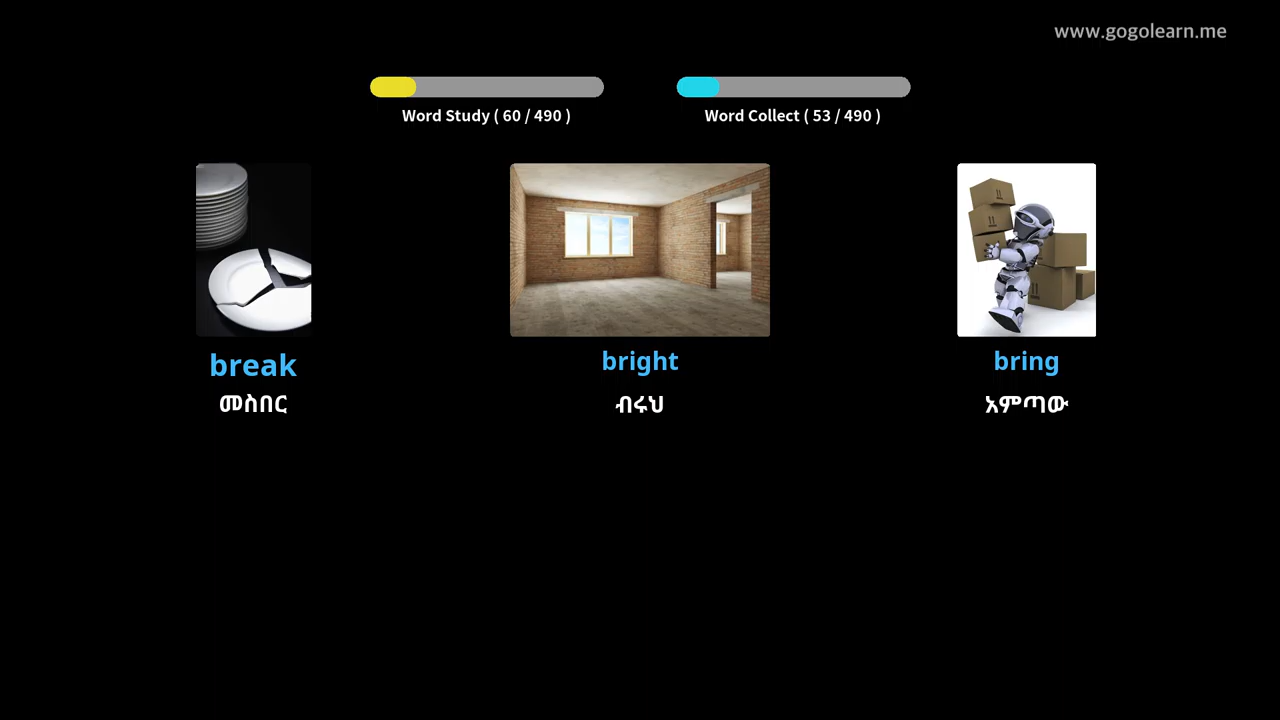 www.gogolearn.me
Word Study ( 60 / 490 )
Word Collect ( 53 / 490 )
break
bright
bring
መስበር
ብሩህ
አምጣው